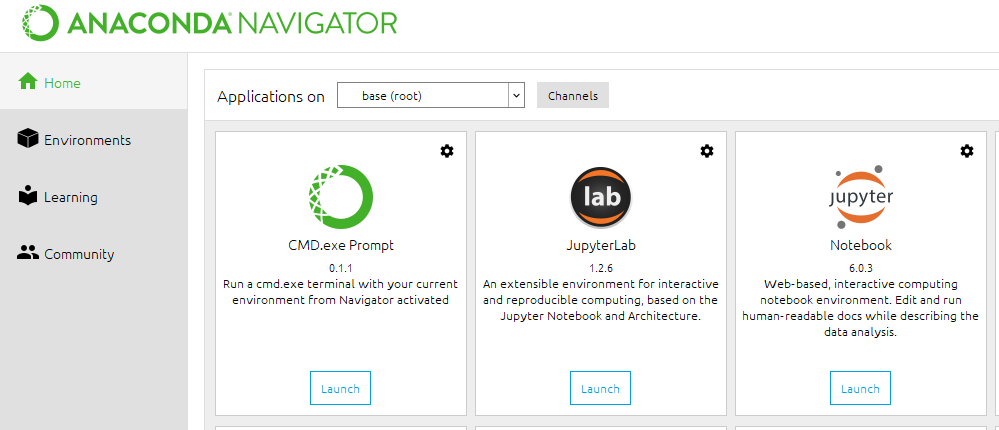 ANACONDA NAVIGATOR
Home
Applications on
base (root)
Channels
Environments
Learning
Community
CMD.exe Prompt
0.1.1
Run a cmd.exe terminal with your current
environment from Navigator activated
Launch
lab
JupyterLab
1.2.6
An extensible environment for interactive
and reproducible computing, based on the
Jupyter Notebook and Architecture.
Launch
jupyter
Notebook
6.0.3
Web-based, interactive computing
notebook environment. Edit and run
human-readable docs while describing the
data analysis.
Launch